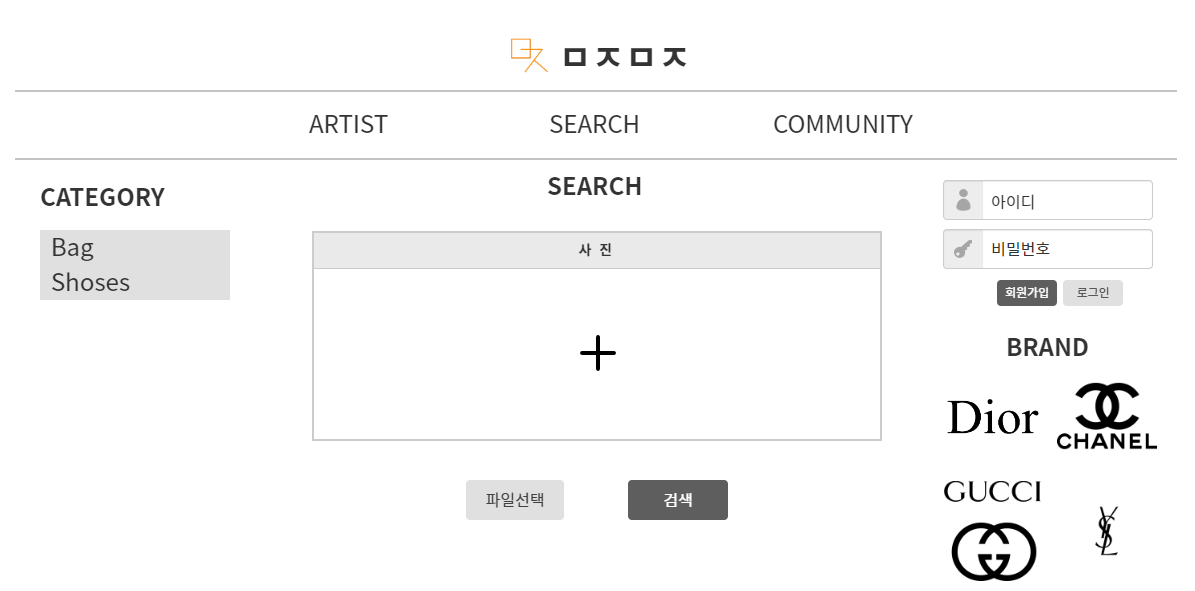 ㅁㅈㅁㅈ
ARTIST SEARCH COMMUNITY
CATEGORY
Bag
Shoses
SEARCH
사 진
파일선택 검색
아이디
비밀번호
회원가입 로그인
BRAND
Dior CHANEL
GUCCI
YSL